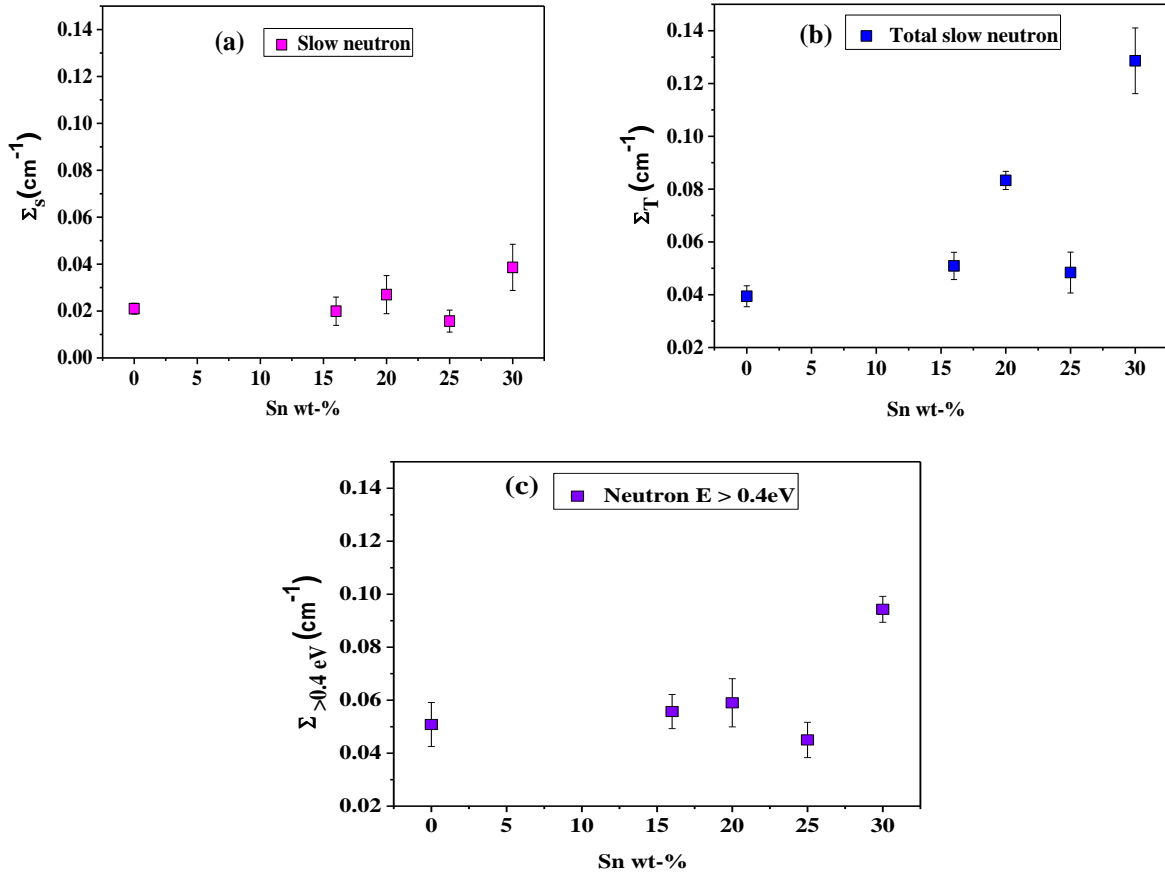 (a)
Slow neutron
0.14
0.12
0.10
0.08
0.06
0.04
0.02
0.00
Σs(cm-1)
0 5 10 15 20 25 30
Sn wt-%
(b)
Total slow neutron
0.14
0.12
0.10
0.08
0.06
0.04
0.02
ΣT (cm-1)
0 5 10 15 20 25 30
Sn wt-%
(c)
Neutron E > 0.4eV
0.14
0.12
0.10
0.08
0.06
0.04
0.02
Σ>0.4 eV (cm-1)
0 5 10 15 20 25 30
Sn wt-%